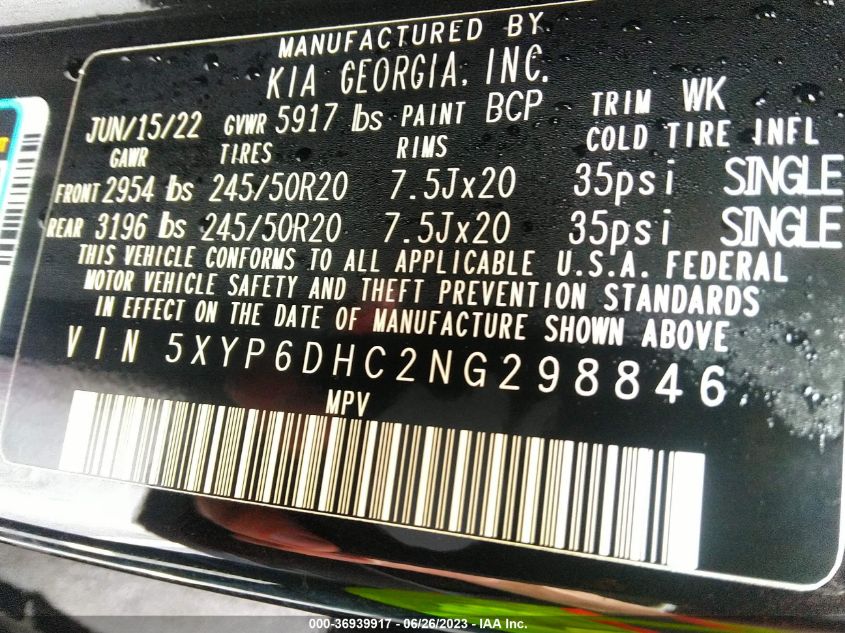 MANUFACTURED BY
KIA GEORGIA, INC.
JUN/15/22 GVWR 5917 lbs PAINT BCP TRIM WK
GAWR TIRES RIMS COLD TIRE INFL
FRONT 2954 lbs 245/50R20 7.5Jx20 35psi SINGLE
REAR 3196 lbs 245/50R20 7.5Jx20 35psi SINGLE
THIS VEHICLE CONFORMS TO ALL APPLICABLE U.S.A. FEDERAL
MOTOR VEHICLE SAFETY AND THEFT PREVENTION STANDARDS
IN EFFECT ON THE DATE OF MANUFACTURE SHOWN ABOVE
VIN 5XYP6DHC2NG298846
MPV
000-36939917 - 06/26/2023 - IAA Inc.